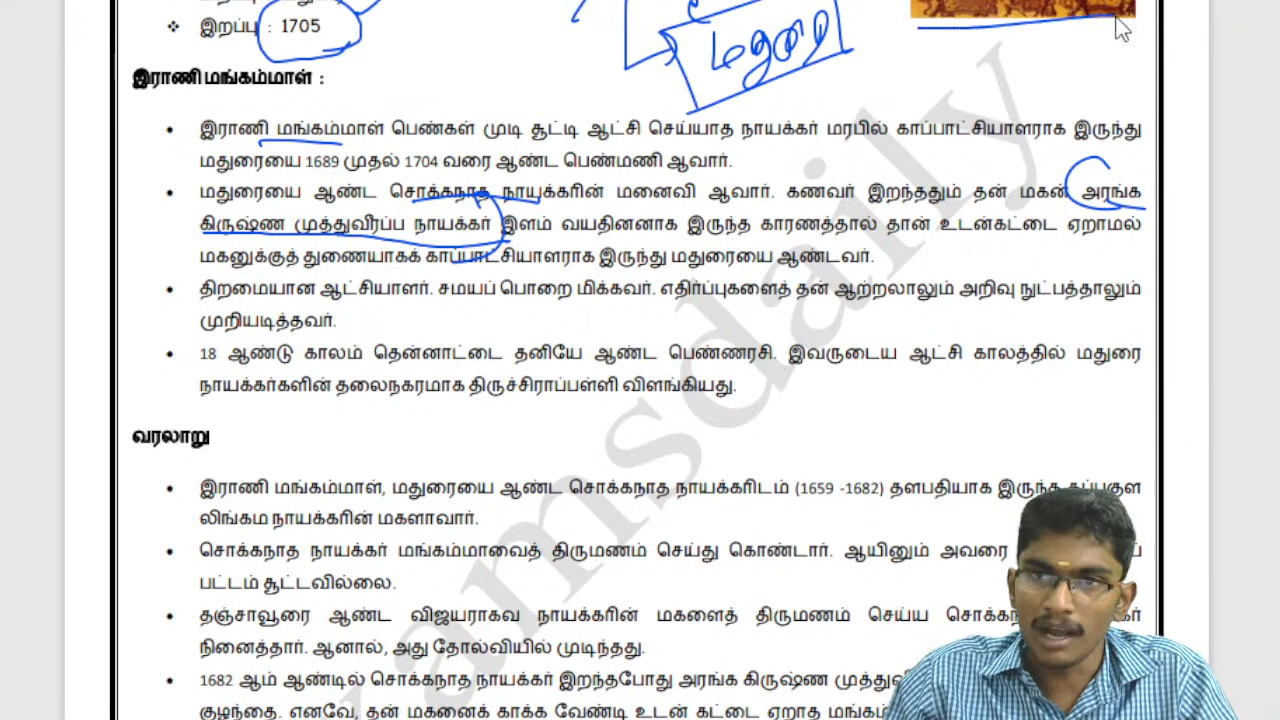 ❖ இறப்பு : 1705
மதுரை
இராணி மங்கம்மாள் :
• இராணி மங்கம்மாள் பெண்கள் முடி சூட்டி ஆட்சி செய்யாத நாயக்கர் மரபில் காப்பாட்சியாளராக இருந்து
மதுரையை 1689 முதல் 1704 வரை ஆண்ட பெண்மணி ஆவார்.
• மதுரையை ஆண்ட சொக்கநாத நாயக்கரின் மனைவி ஆவார். கணவர் இறந்ததும் தன் மகன் அரங்க
கிருஷ்ண முத்துவீரப்ப நாயக்கர் இளம் வயதினனாக இருந்த காரணத்தால் தான் உடன்கட்டை ஏறாமல்
மகனுக்குத் துணையாகக் காப்பாட்சியாளராக இருந்து மதுரையை ஆண்டவர்.
• திறமையான ஆட்சியாளர். சமயப் பொறை மிக்கவர். எதிர்ப்புகளைத் தன் ஆற்றலாலும் அறிவு நுட்பத்தாலும்
முறியடித்தவர்.
• 18 ஆண்டு காலம் தென்னாட்டை தனியே ஆண்ட பெண்ணரசி. இவருடைய ஆட்சி காலத்தில் மதுரை
நாயக்கர்களின் தலைநகரமாக திருச்சிராப்பள்ளி விளங்கியது.
வரலாறு
• இராணி மங்கம்மாள், மதுரையை ஆண்ட சொக்கநாத நாயக்கரிடம் (1659 -1682) தளபதியாக இருந்த
லிங்கம நாயக்கரின் மகளாவார்.
• சொக்கநாத நாயக்கர் மங்கம்மாவைத் திருமணம் செய்து கொண்டார். ஆயினும் அவரை
பட்டம் சூட்டவில்லை.
• தஞ்சாவூரை ஆண்ட விஜயராகவ நாயக்கரின் மகளைத் திருமணம் செய்ய
நினைத்தார். ஆனால், அது தோல்வியில் முடிந்தது.
• 1682 ஆம் ஆண்டில் சொக்கநாத நாயக்கர் இறந்தபோது அரங்க கிருஷ்ண
குழந்தை. எனவே, தன் மகனைக் காக்க வேண்டி உடன் கட்டை ஏறாத
amsdaily